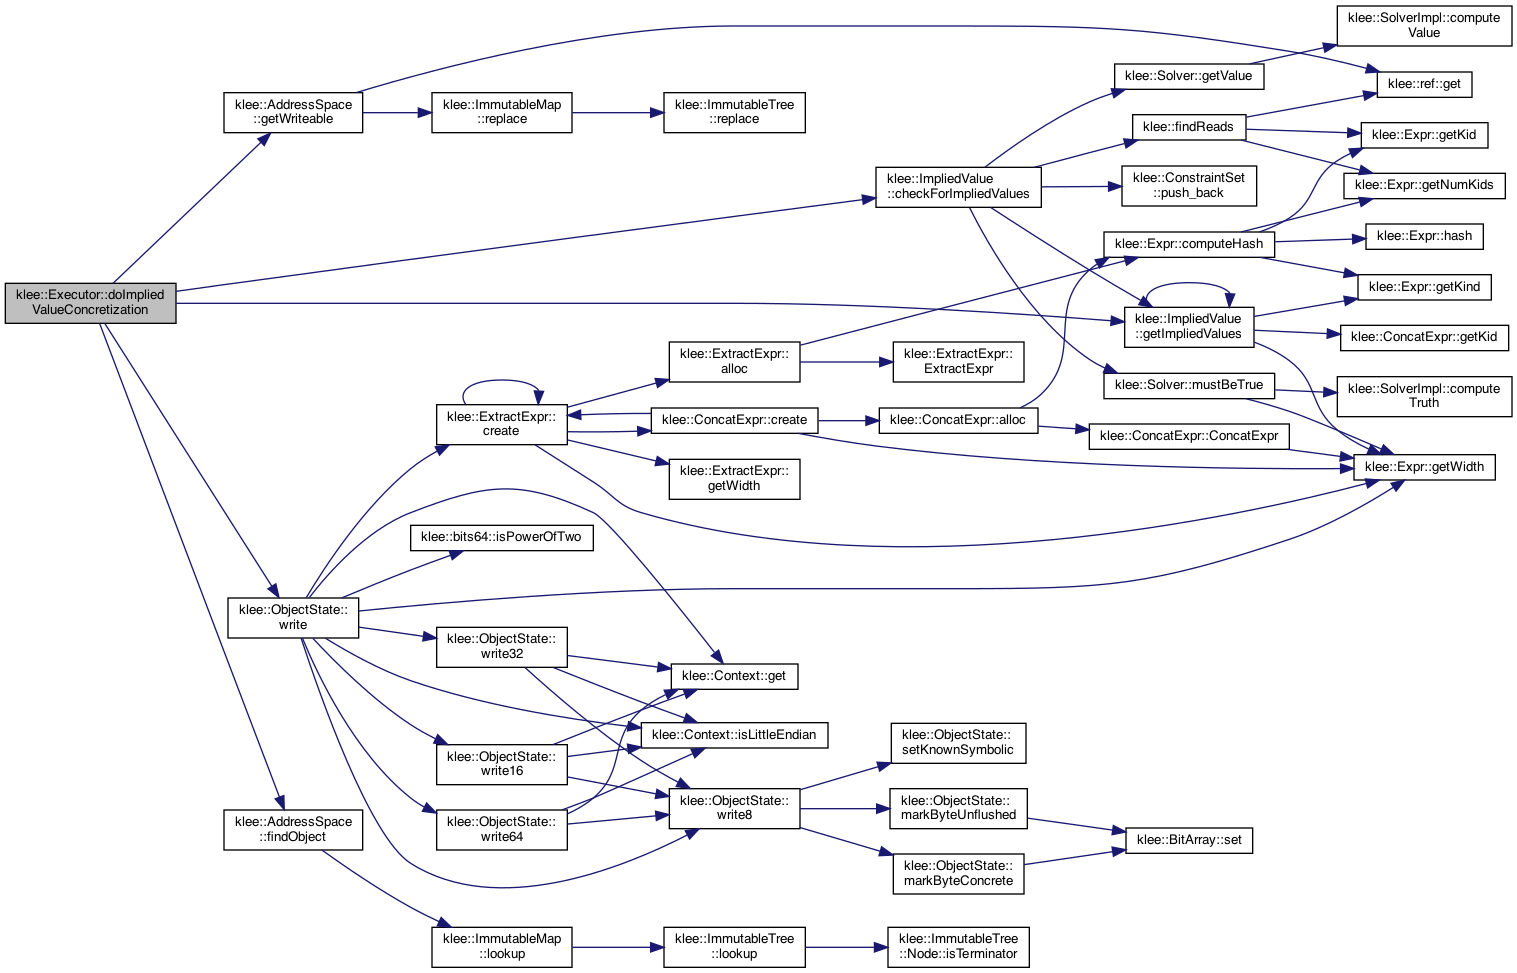 klee::SolverImpl::compute
Value
klee::Solver::getValue
klee::ref::get
klee::AddressSpace
::getWriteable
klee::ImmutableMap
::replace
klee::ImmutableTree
::replace
klee::findReads
klee::Expr::getKid
klee::ImpliedValue
::checkForImpliedValues
klee::ConstraintSet
::push_back
klee::Expr::getNumKids
klee::Expr::computeHash
klee::Expr::hash
klee::Executor::doImplied
ValueConcretization
klee::Expr::getKind
klee::ImpliedValue
::getImpliedValues
klee::ConcatExpr::getKid
klee::ExtractExpr::
alloc
klee::ExtractExpr::
ExtractExpr
klee::Solver::mustBeTrue
klee::SolverImpl::compute
Truth
klee::ExtractExpr::
create
klee::ConcatExpr::create
klee::ConcatExpr::alloc
klee::ConcatExpr::ConcatExpr
klee::Expr::getWidth
klee::ExtractExpr::
getWidth
klee::bits64::isPowerOfTwo
klee::ObjectState::
write
klee::ObjectState::
write32
klee::Context::get
klee::Context::isLittleEndian
klee::ObjectState::
setKnownSymbolic
klee::ObjectState::
write16
klee::ObjectState::
write8
klee::ObjectState::
markByteUnflushed
klee::AddressSpace
::findObject
klee::ObjectState::
write64
klee::BitArray::set
klee::ObjectState::
markByteConcrete
klee::ImmutableMap
::lookup
klee::ImmutableTree
::lookup
klee::ImmutableTree
::Node::isTerminator